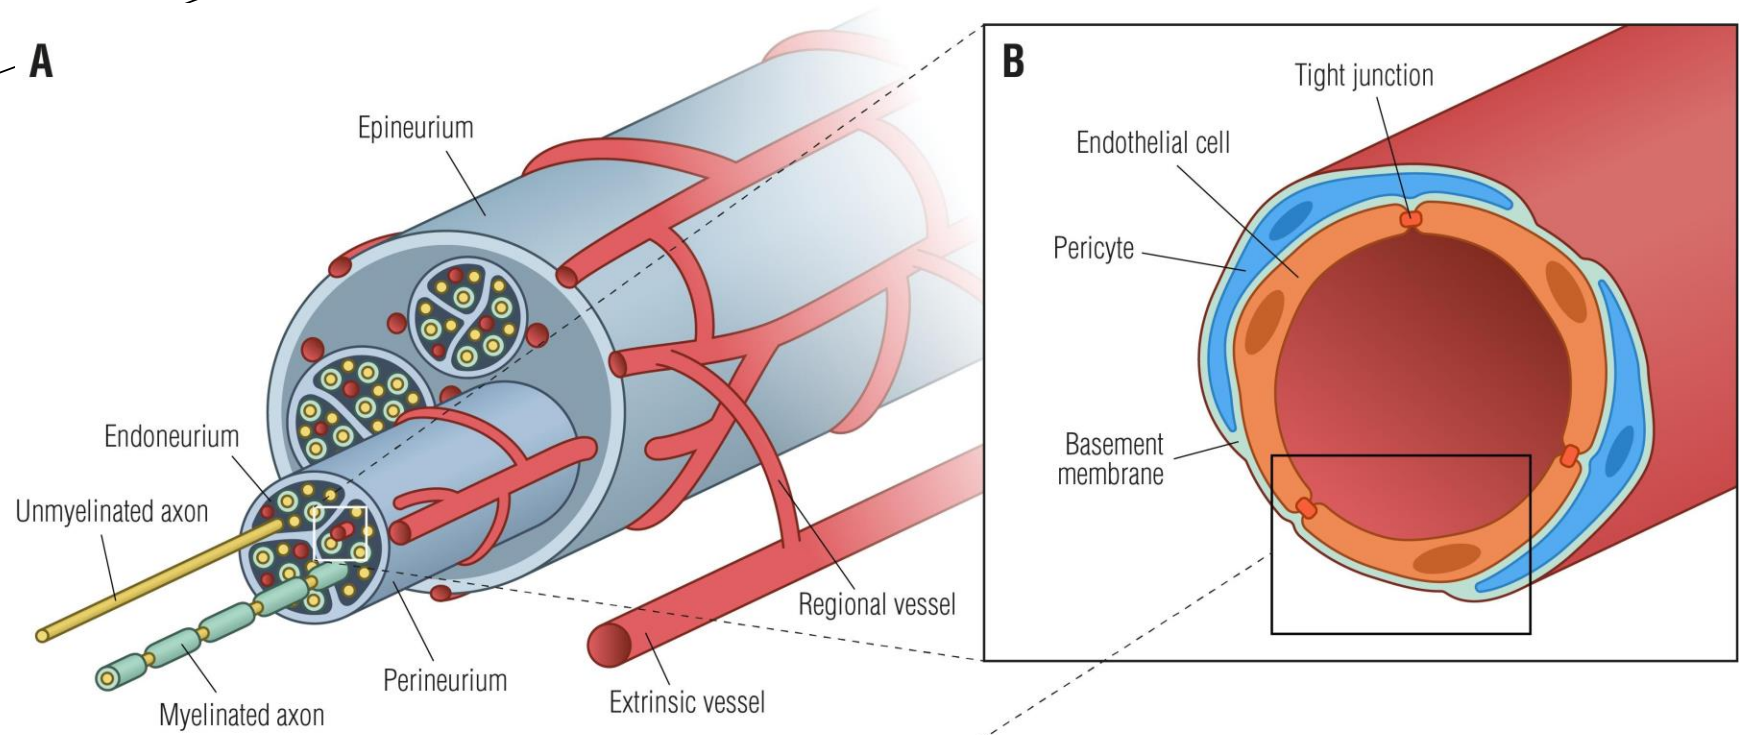 A
Epineurium
Endoneurium
Unmyelinated axon
Myelinated axon
Perineurium
Regional vessel
Extrinsic vessel
B
Tight junction
Endothelial cell
Pericyte
Basement
membrane